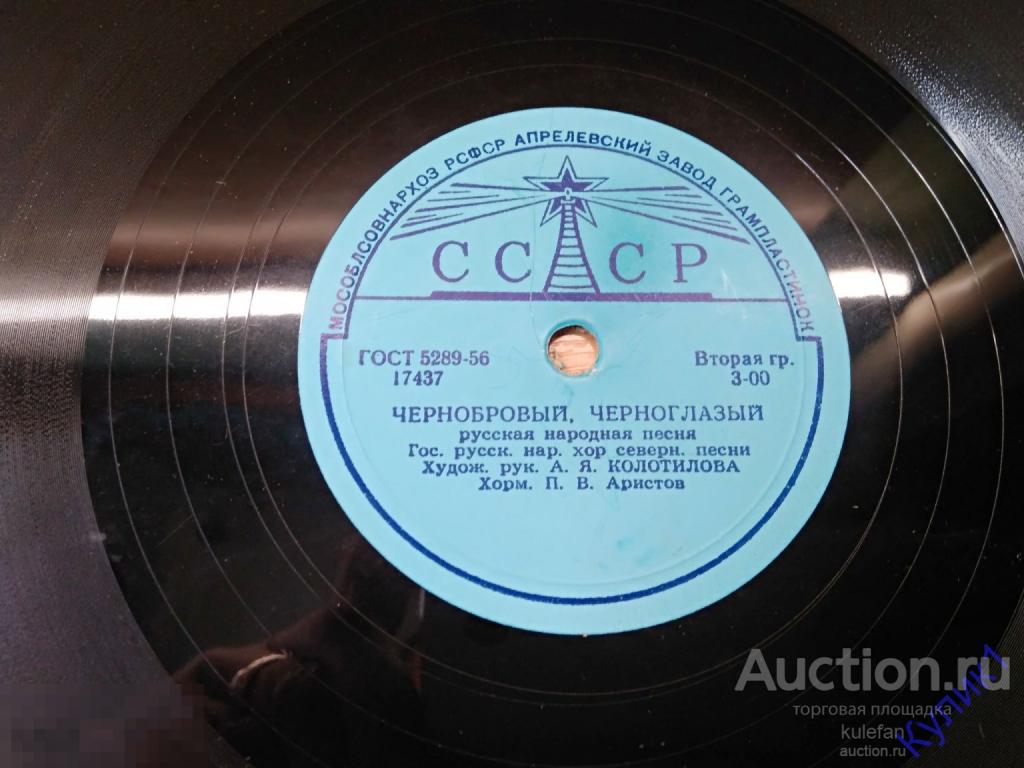 МОСОБЛСОВНАРХОЗ РСФСР АПРЕЛЕВСКИЙ ЗАВОД ГРАМПЛАСТИНОК
СССР
ГОСТ 5289-56
17437
Вторая гр.
3-00
ЧЕРНОБРОВЫЙ, ЧЕРНОГЛАЗЫЙ
русская народная песня
Гос. русск. нар. хор северн. песни
Худож. рук. А. Я. КОЛОТИЛОВА
Хорм. П. В. Аристов
Auction.ru
торговая площадка
kulefan
auction.ru